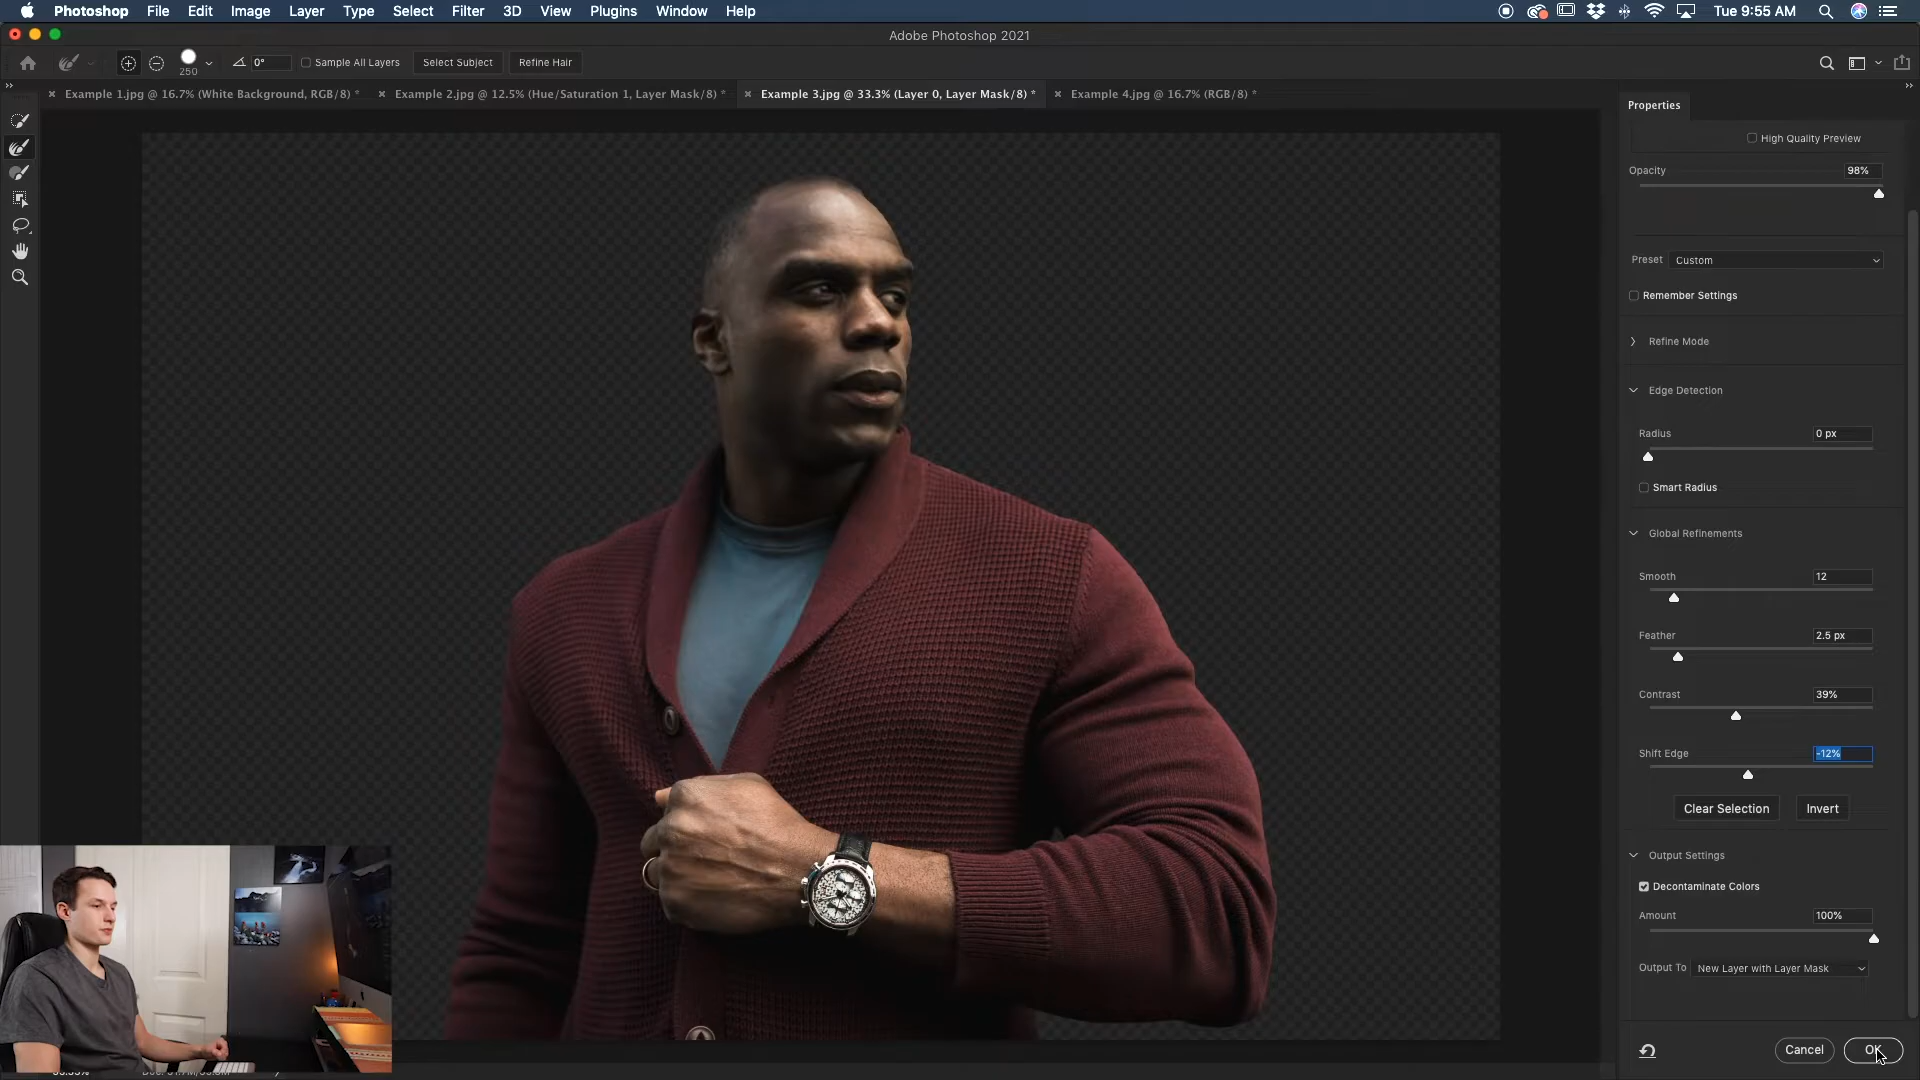 Photoshop File Edit Image Layer Type Select Filter 3D View Plugins Window Help Tue 9:55 AM
Adobe Photoshop 2021
250 0° Sample All Layers Select Subject Refine Hair
Example 1.jpg @ 16.7% (White Background, RGB/8) * Example 2.jpg @ 12.5% (Hue/Saturation 1, Layer Mask/8) * Example 3.jpg @ 33.3% (Layer 0, Layer Mask/8) * Example 4.jpg @ 16.7% (RGB/8) *
Properties
High Quality Preview
Opacity 98%
Preset Custom
Remember Settings
Refine Mode
Edge Detection
Radius 0 px
Smart Radius
Global Refinements
Smooth 12
Feather 2.5 px
Contrast 39%
Shift Edge -12%
Clear Selection Invert
Output Settings
Decontaminate Colors
Amount 100%
Output To New Layer with Layer Mask
Cancel OK